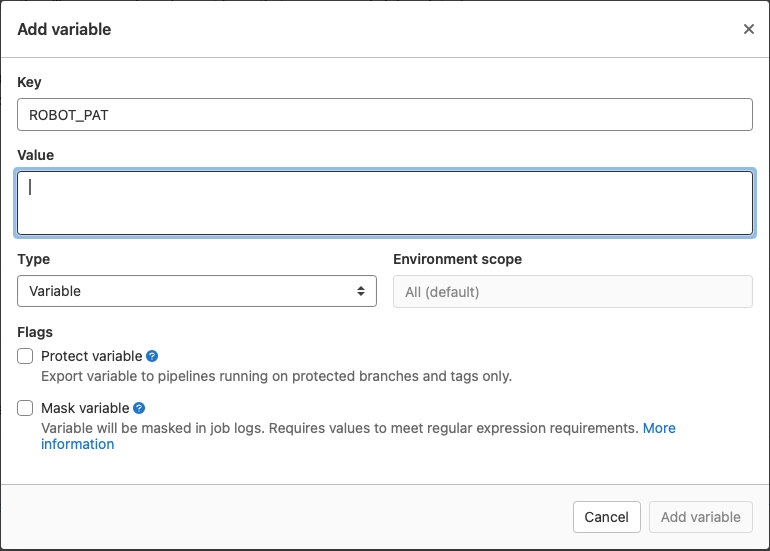 Add variable
×
Key
ROBOT_PAT
Value
Type
Environment scope
Variable
All (default)
Flags
Protect variable ?
Export variable to pipelines running on protected branches and tags only.
Mask variable ?
Variable will be masked in job logs. Requires values to meet regular expression requirements. More
information
Cancel
Add variable